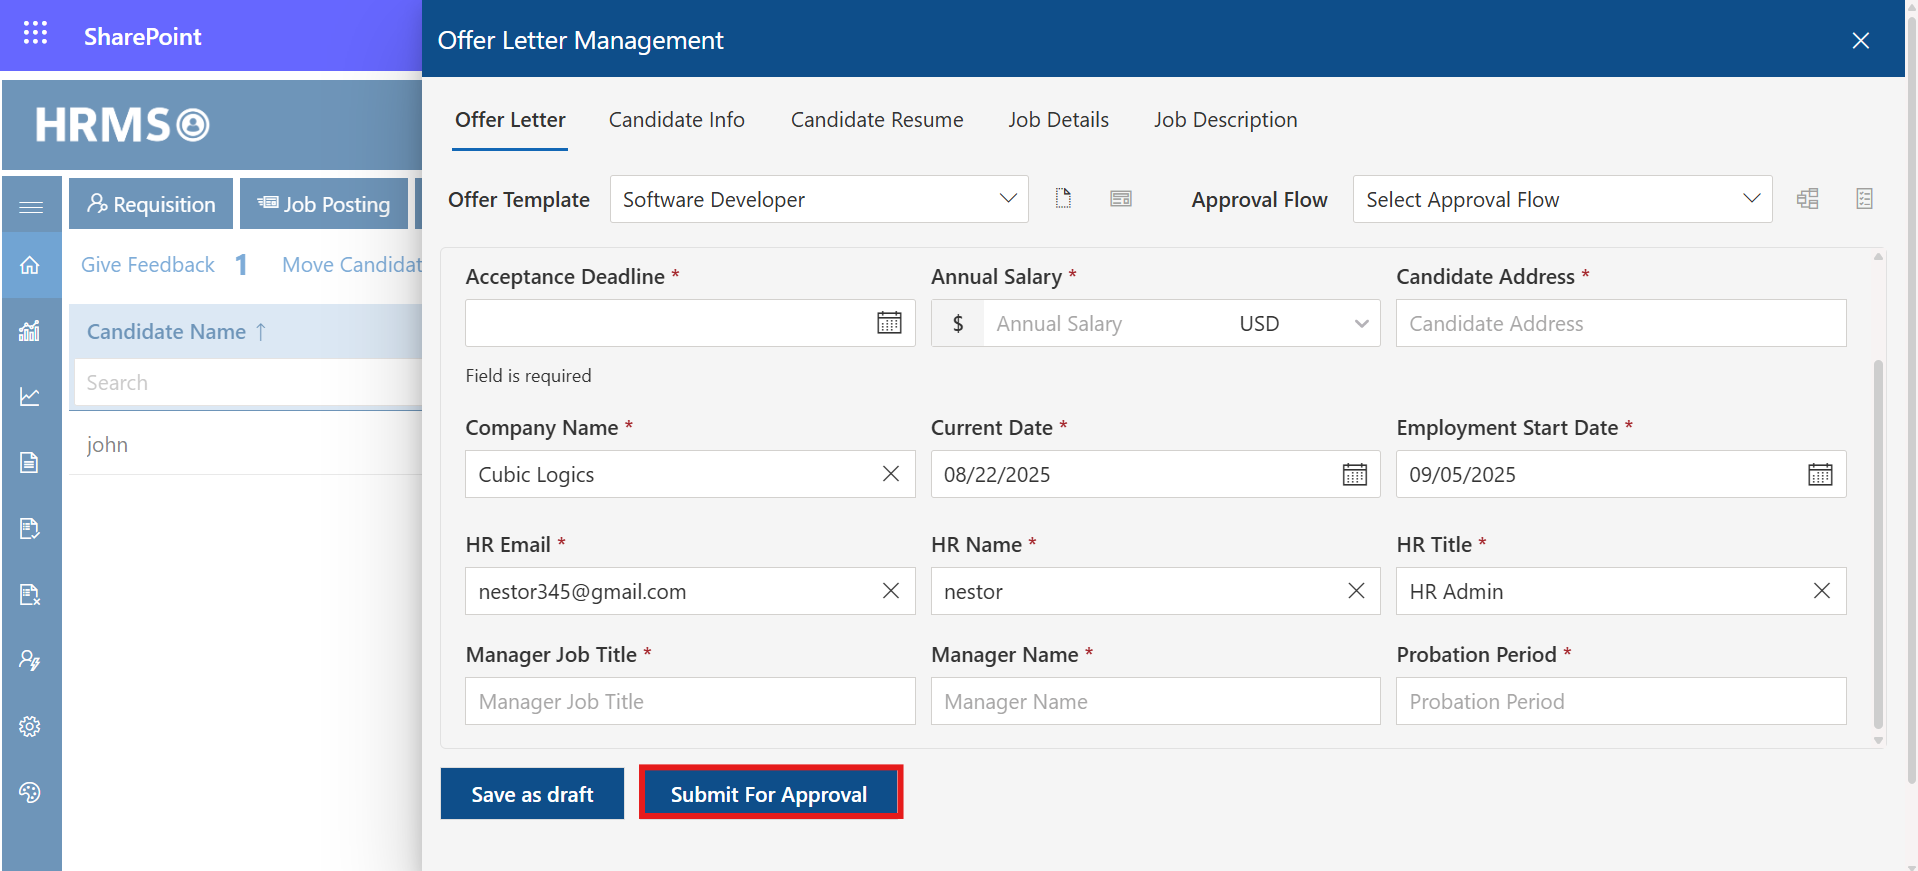 SharePoint
Offer Letter Management
HRMS
Offer Letter Candidate Info Candidate Resume Job Details Job Description
Requisition Job Posting
Offer Template Software Developer Approval Flow Select Approval Flow
Give Feedback 1 Move Candidat
Acceptance Deadline * Annual Salary * Candidate Address *
$ Annual Salary USD Candidate Address
Candidate Name ↑
Search
Field is required
john
Company Name * Current Date * Employment Start Date *
Cubic Logics 08/22/2025 09/05/2025
HR Email * HR Name * HR Title *
nestor345@gmail.com nestor HR Admin
Manager Job Title * Manager Name * Probation Period *
Manager Job Title Manager Name Probation Period
Save as draft Submit For Approval